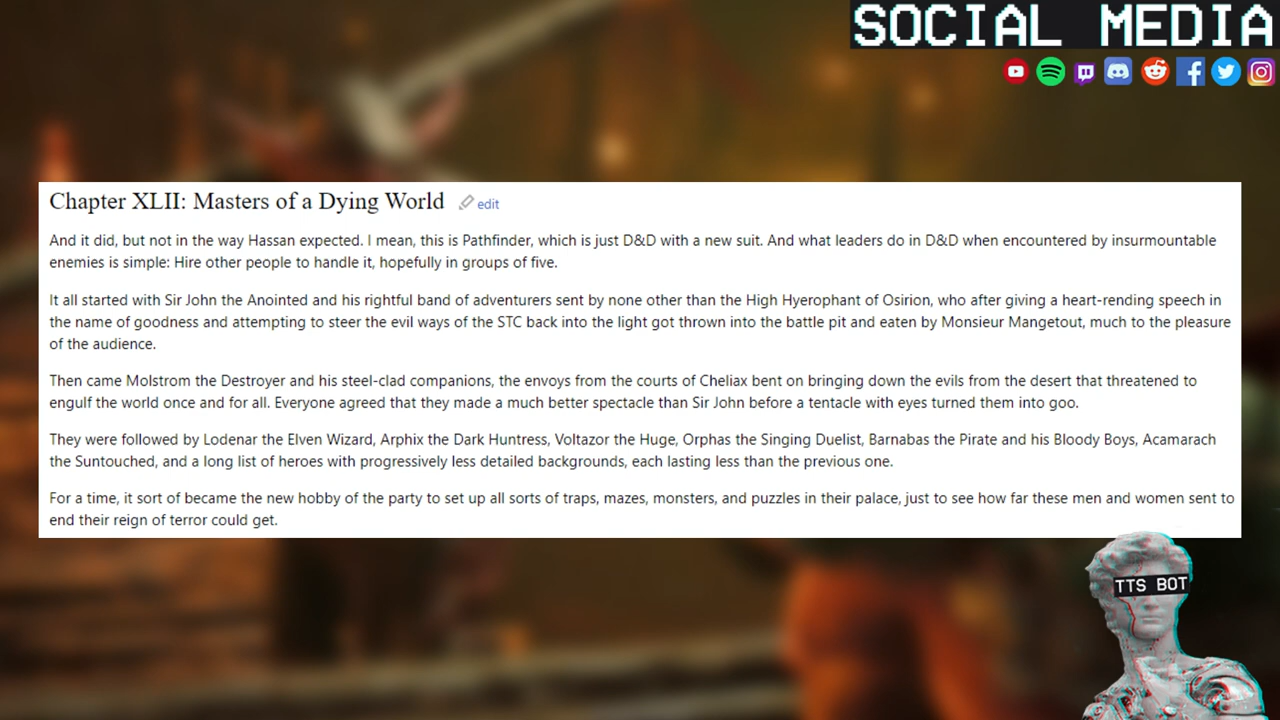 SOCIAL MEDIA
Chapter XLII: Masters of a Dying World edit
And it did, but not in the way Hassan expected. I mean, this is Pathfinder, which is just D&D with a new suit. And what leaders do in D&D when encountered by insurmountable
enemies is simple: Hire other people to handle it, hopefully in groups of five.
It all started with Sir John the Anointed and his rightful band of adventurers sent by none other than the High Hyerophant of Osirion, who after giving a heart-rending speech in
the name of goodness and attempting to steer the evil ways of the STC back into the light got thrown into the battle pit and eaten by Monsieur Mangetout, much to the pleasure
of the audience.
Then came Molstrom the Destroyer and his steel-clad companions, the envoys from the courts of Cheliax bent on bringing down the evils from the desert that threatened to
engulf the world once and for all. Everyone agreed that they made a much better spectacle than Sir John before a tentacle with eyes turned them into goo.
They were followed by Lodenar the Elven Wizard, Arphix the Dark Huntress, Voltazor the Huge, Orphas the Singing Duelist, Barnabas the Pirate and his Bloody Boys, Acamarach
the Suntouched, and a long list of heroes with progressively less detailed backgrounds, each lasting less than the previous one.
For a time, it sort of became the new hobby of the party to set up all sorts of traps, mazes, monsters, and puzzles in their palace, just to see how far these men and women sent to
end their reign of terror could get.
TTS BOT